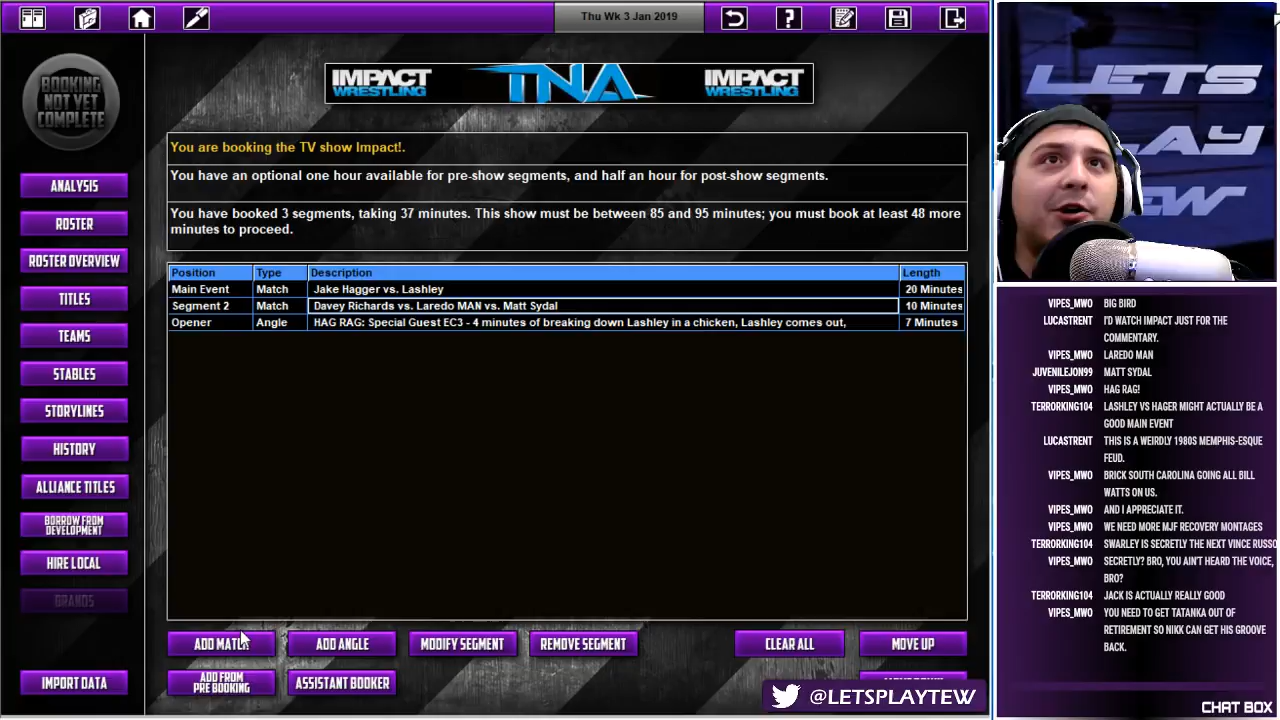 Thu Wk 3 Jan 2019
?
BOOKING
NOT YET
COMPLETE
IMPACT
WRESTLING
TNA
IMPACT
WRESTLING
LETS
PLAY
TEW
You are booking the TV show Impact!.
You have an optional one hour available for pre-show segments, and half an hour for post-show segments.
You have booked 3 segments, taking 37 minutes. This show must be between 85 and 95 minutes; you must book at least 48 more
minutes to proceed.
ANALYSIS
ROSTER
ROSTER OVERVIEW
TITLES
TEAMS
STABLES
STORYLINES
HISTORY
ALLIANCE TITLES
BORROW FROM
DEVELOPMENT
HIRE LOCAL
BRANDS
IMPORT DATA
Position Type Description Length
Main Event Match Jake Hagger vs. Lashley 20 Minutes
Segment 2 Match Davey Richards vs. Laredo MAN vs. Matt Sydal 10 Minutes
Opener Angle HAG RAG: Special Guest EC3 - 4 minutes of breaking down Lashley in a chicken, Lashley comes out, 7 Minutes
ADD MATCH
ADD ANGLE
MODIFY SEGMENT
REMOVE SEGMENT
CLEAR ALL
MOVE UP
ADD FROM
PRE BOOKING
ASSISTANT BOOKER
@LETSPLAYTEW
VIPES_MWO BIG BIRD
LUCASTRENT I'D WATCH IMPACT JUST FOR THE
COMMENTARY.
VIPES_MWO LAREDO MAN
JUVENILEJON99 MATT SYDAL
VIPES_MWO HAG RAG!
TERRORKING104 LASHLEY VS HAGER MIGHT ACTUALLY BE A
GOOD MAIN EVENT
LUCASTRENT THIS IS A WEIRDLY 1980S MEMPHIS-ESQUE
FEUD.
VIPES_MWO BRICK SOUTH CAROLINA GOING ALL BILL
WATTS ON US.
VIPES_MWO AND I APPRECIATE IT.
VIPES_MWO WE NEED MORE MJF RECOVERY MONTAGES
TERRORKING104 SWARLEY IS SECRETLY THE NEXT VINCE RUSSO
VIPES_MWO SECRETLY? BRO, YOU AIN'T HEARD THE VOICE,
BRO?
TERRORKING104 JACK IS ACTUALLY REALLY GOOD
VIPES_MWO YOU NEED TO GET TATANKA OUT OF
RETIREMENT SO NIKK CAN GET HIS GROOVE
BACK.
CHAT BOX